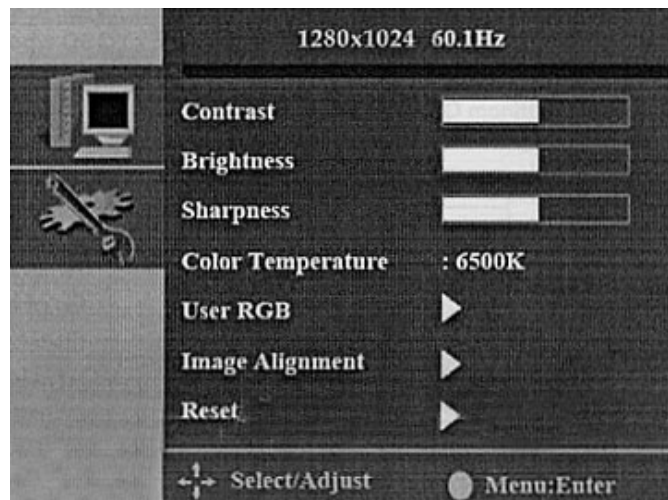 1280x1024 60.1Hz
Contrast
Brightness
Sharpness
Color Temperature : 6500K
User RGB
Image Alignment
Reset
Select/Adjust Menu:Enter